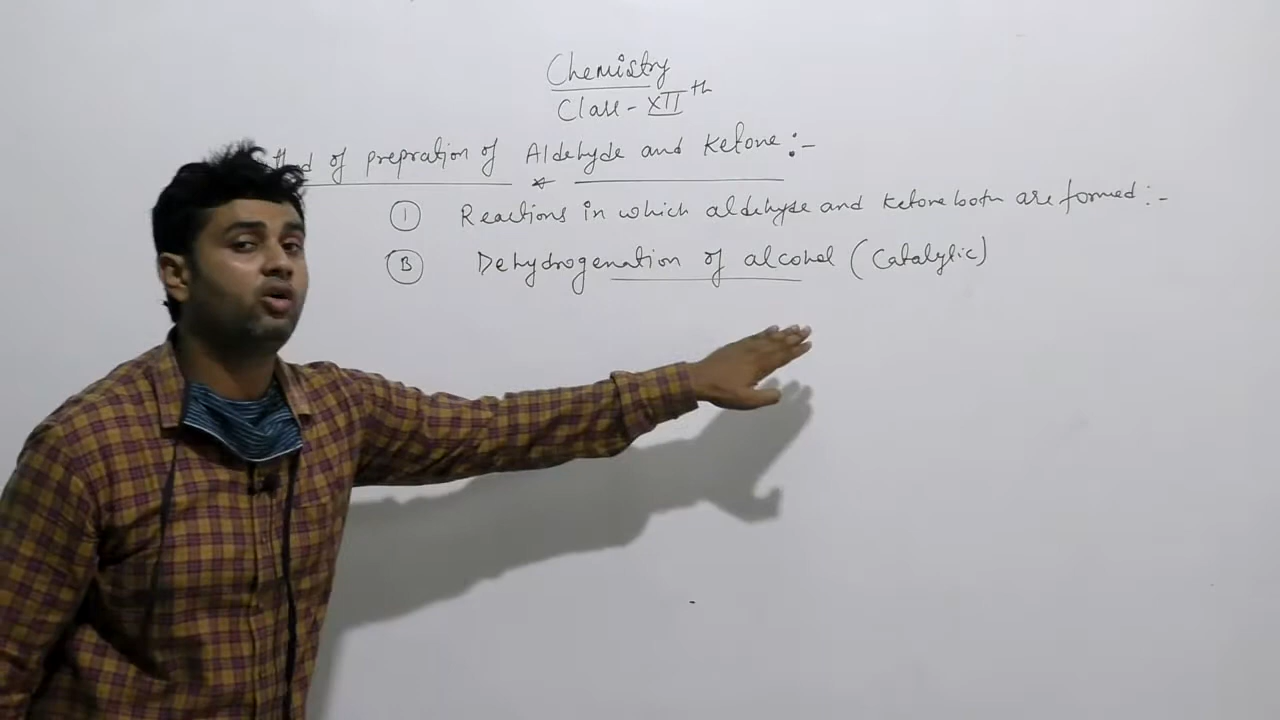 Chemistry
Class - XII th
of prepration of Aldehyde and Ketone :-
1 Reactions in which aldehyde and Ketone both are formed :-
B Dehydrogenation of alcohol (Catalytic)